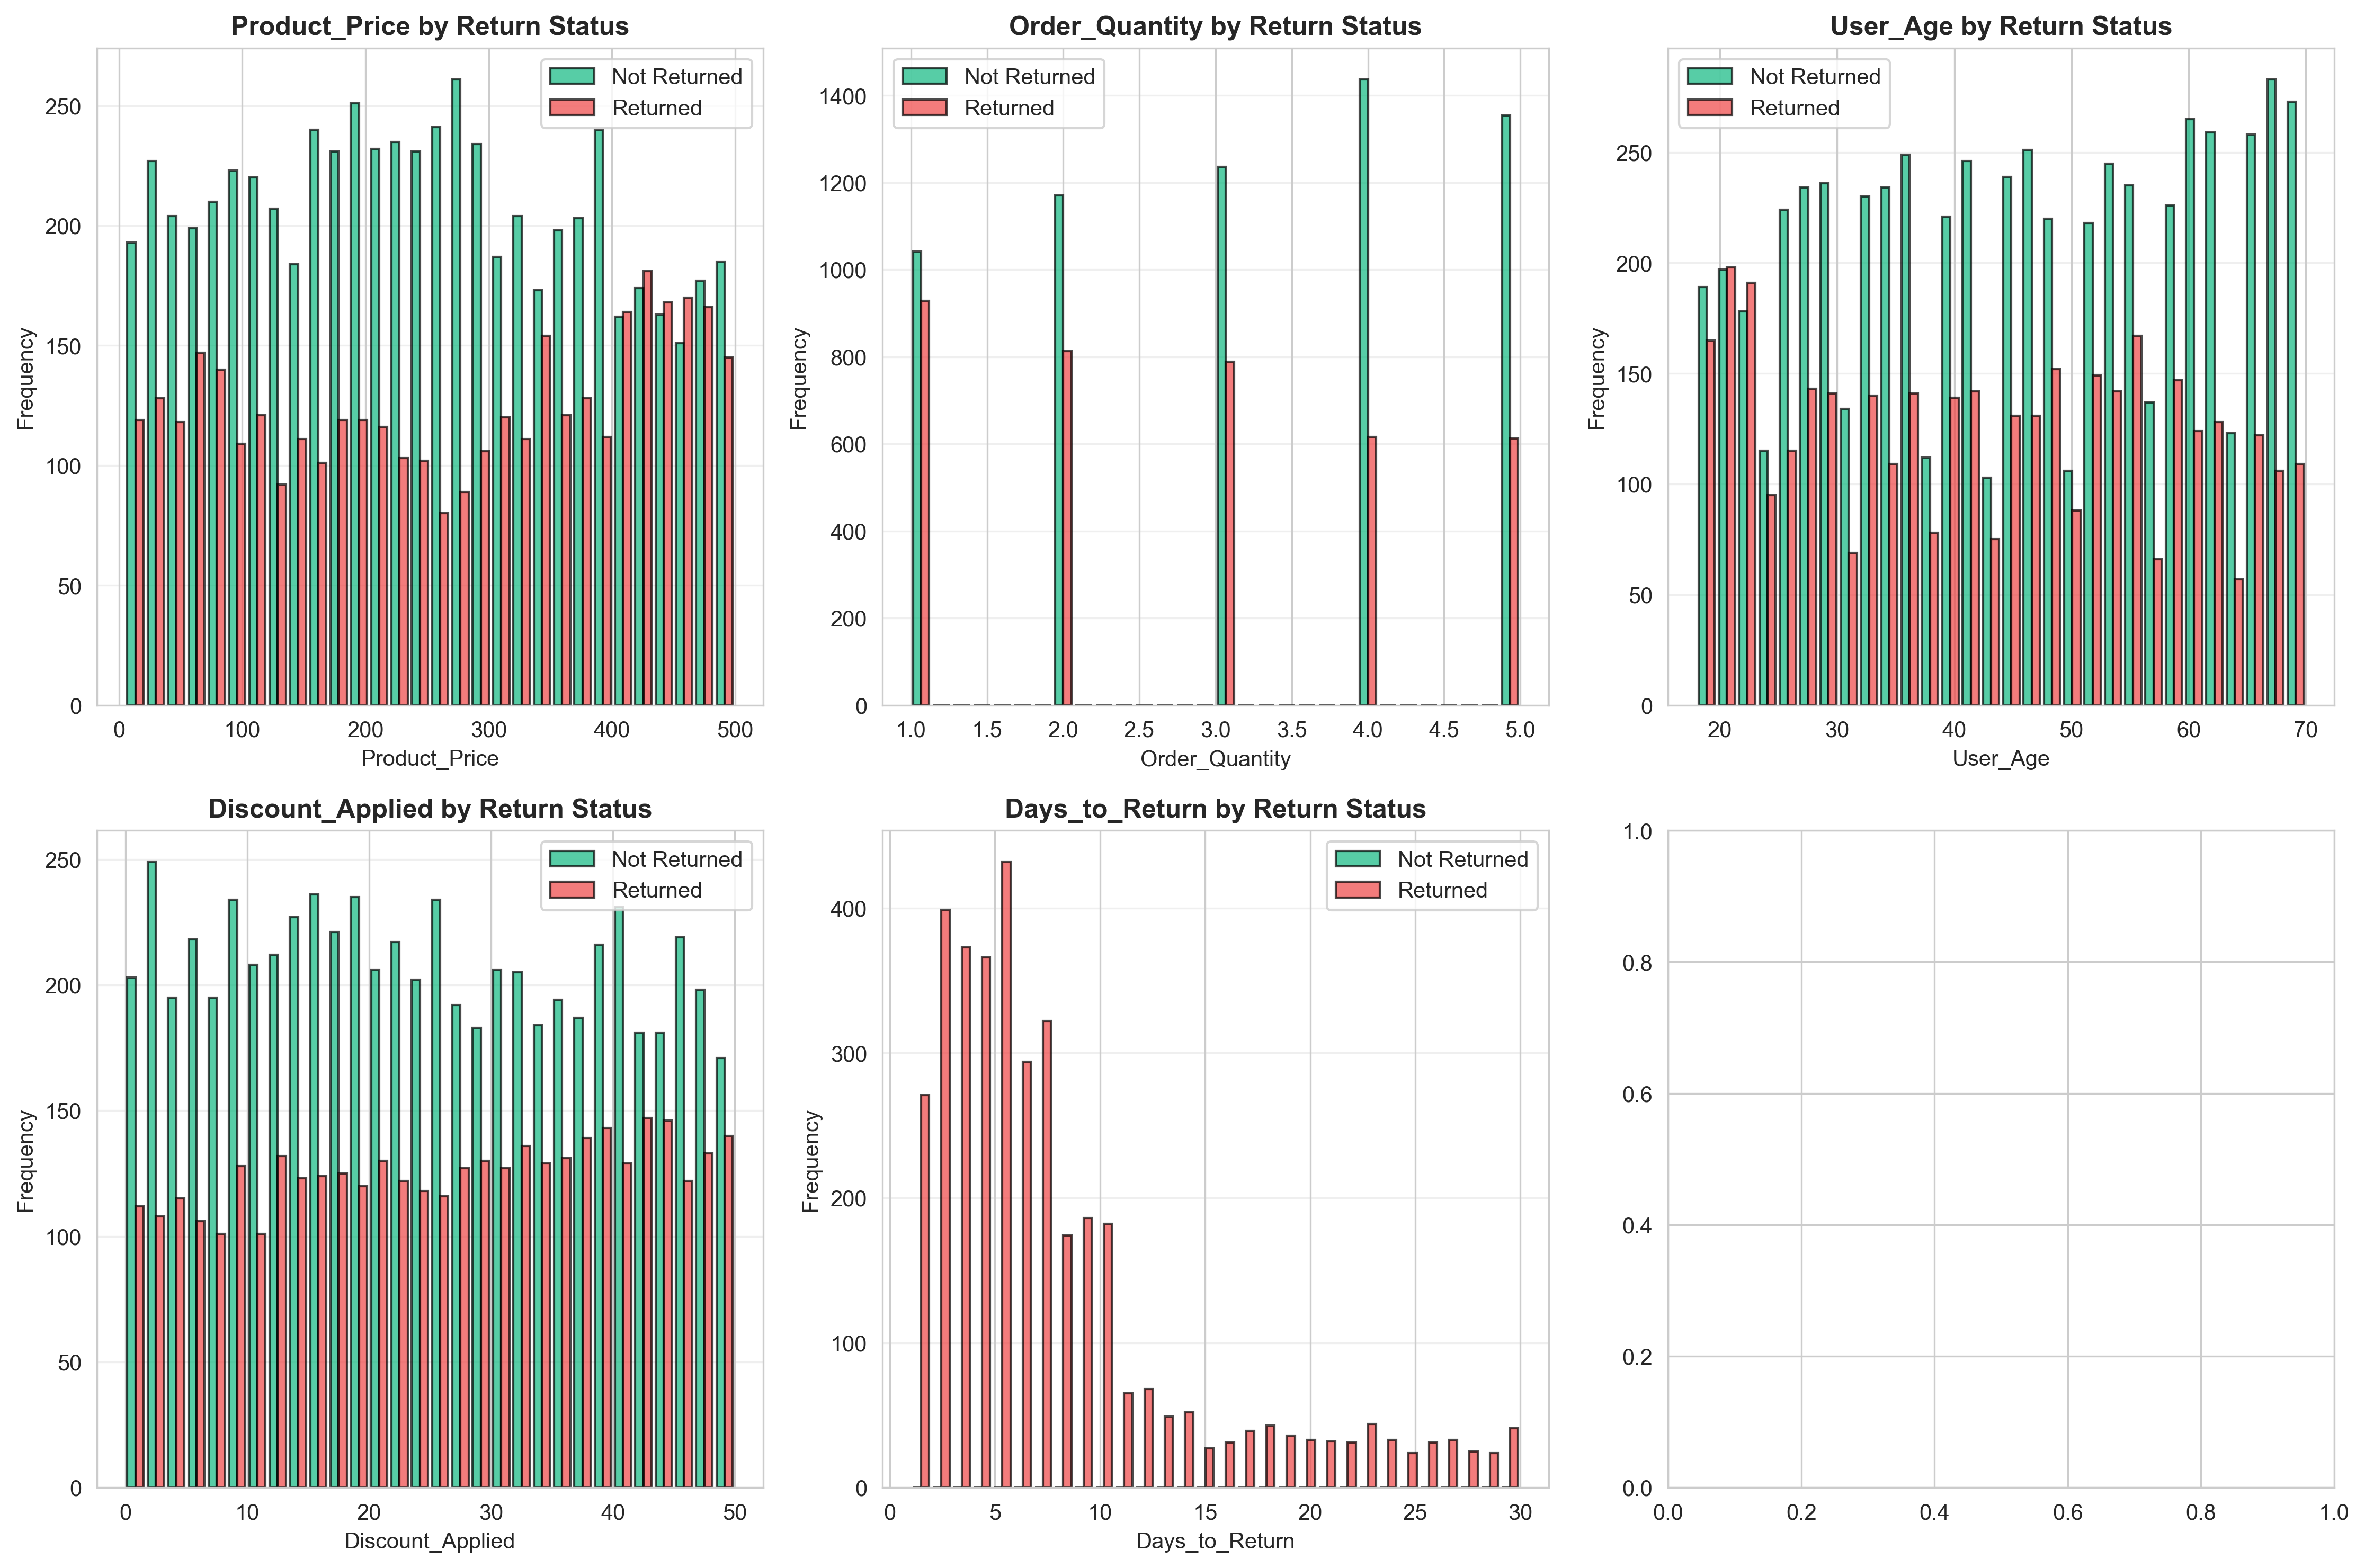 Product_Price by Return Status
Not Returned
Returned
250
200
150
100
50
0
Frequency
0 100 200 300 400 500
Product_Price
Order_Quantity by Return Status
Not Returned
Returned
1400
1200
1000
800
600
400
200
0
Frequency
1.0 1.5 2.0 2.5 3.0 3.5 4.0 4.5 5.0
Order_Quantity
User_Age by Return Status
Not Returned
Returned
250
200
150
100
50
0
Frequency
20 30 40 50 60 70
User_Age
Discount_Applied by Return Status
Not Returned
Returned
250
200
150
100
50
0
Frequency
0 10 20 30 40 50
Discount_Applied
Days_to_Return by Return Status
Not Returned
Returned
400
300
200
100
0
Frequency
0 5 10 15 20 25 30
Days_to_Return
1.0
0.8
0.6
0.4
0.2
0.0
0.0 0.2 0.4 0.6 0.8 1.0